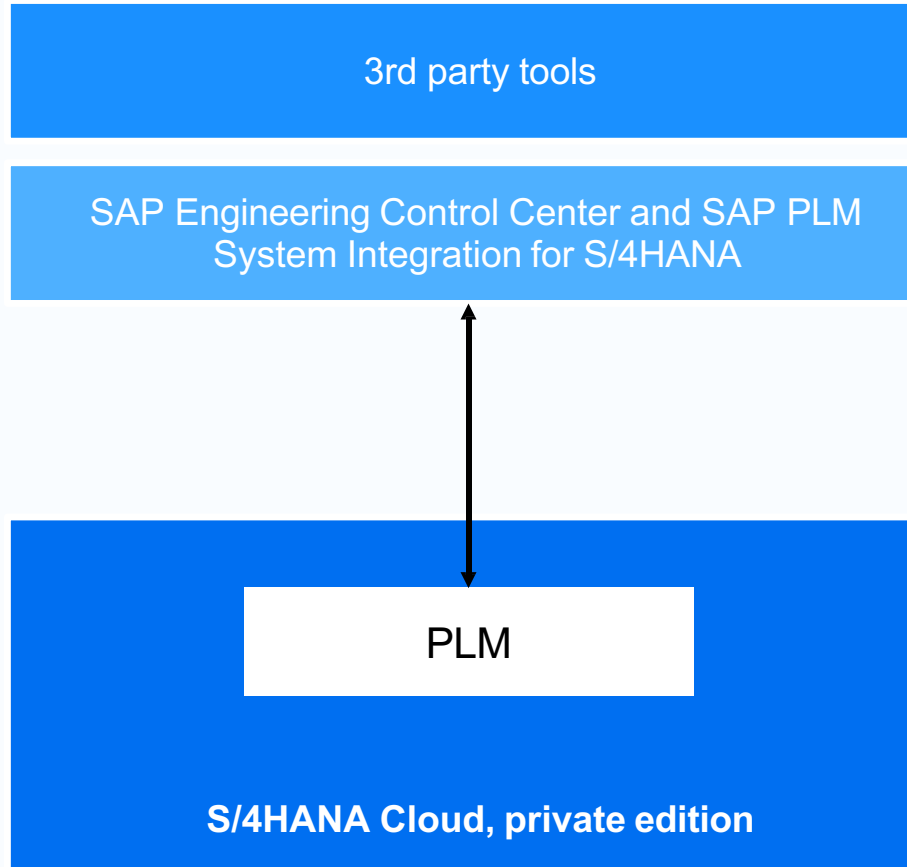 3rd party tools
SAP Engineering Control Center and SAP PLM
System Integration for S/4HANA
PLM
S/4HANA Cloud, private edition